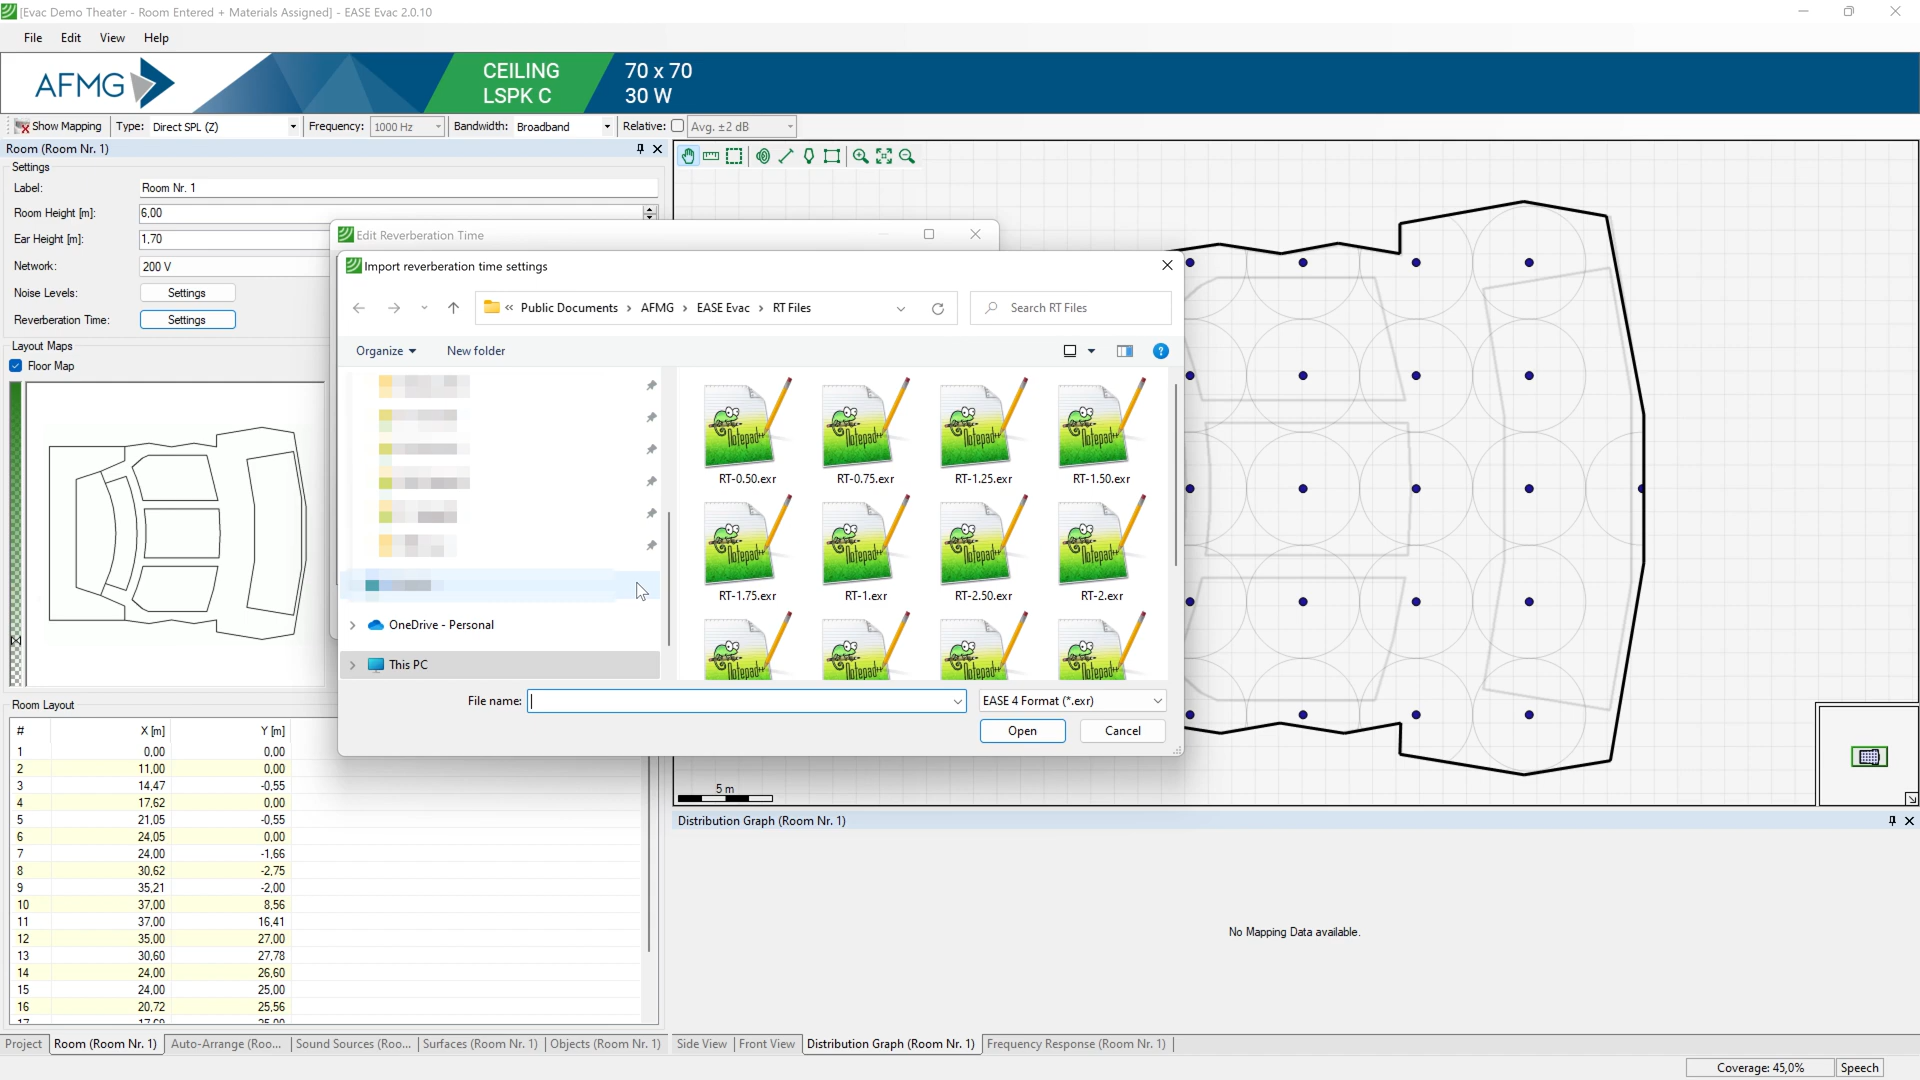 [Evac Demo Theater - Room Entered + Materials Assigned] - EASE Evac 2.0.10
File Edit View Help
AFMG
CEILING
LSPK C
70 x 70
30 W
Show Mapping Type: Direct SPL (Z) Frequency: 1000 Hz Bandwidth: Broadband Relative: Avg. ±2 dB
Room (Room Nr. 1)
Settings
Label: Room Nr. 1
Room Height [m]: 6,00
Ear Height [m]: 1,70
Network: 200 V
Noise Levels: Settings
Reverberation Time: Settings
Layout Maps
Floor Map
Edit Reverberation Time
Import reverberation time settings
« Public Documents › AFMG › EASE Evac › RT Files
Search RT Files
Organize New folder
OneDrive - Personal
This PC
Notepad++ Notepad++ Notepad++ Notepad++
RT-0.50.exr RT-0.75.exr RT-1.25.exr RT-1.50.exr
Notepad++ Notepad++ Notepad++ Notepad++
RT-1.75.exr RT-1.exr RT-2.50.exr RT-2.exr
Notepad++ Notepad++ Notepad++ Notepad++
File name: EASE 4 Format (*.exr)
Open Cancel
Room Layout
# X [m] Y [m]
1 0,00 0,00
2 11,00 0,00
3 14,47 -0,55
4 17,62 0,00
5 21,05 -0,55
6 24,05 0,00
7 24,00 -1,66
8 30,62 -2,75
9 35,21 -2,00
10 37,00 8,56
11 37,00 16,41
12 35,00 27,00
13 30,60 27,78
14 24,00 26,60
15 24,00 25,00
16 20,72 25,56
5 m
Distribution Graph (Room Nr. 1)
No Mapping Data available.
Project Room (Room Nr. 1) Auto-Arrange (Roo... Sound Sources (Roo... Surfaces (Room Nr. 1) Objects (Room Nr. 1) Side View Front View Distribution Graph (Room Nr. 1) Frequency Response (Room Nr. 1)
Coverage: 45,0% Speech